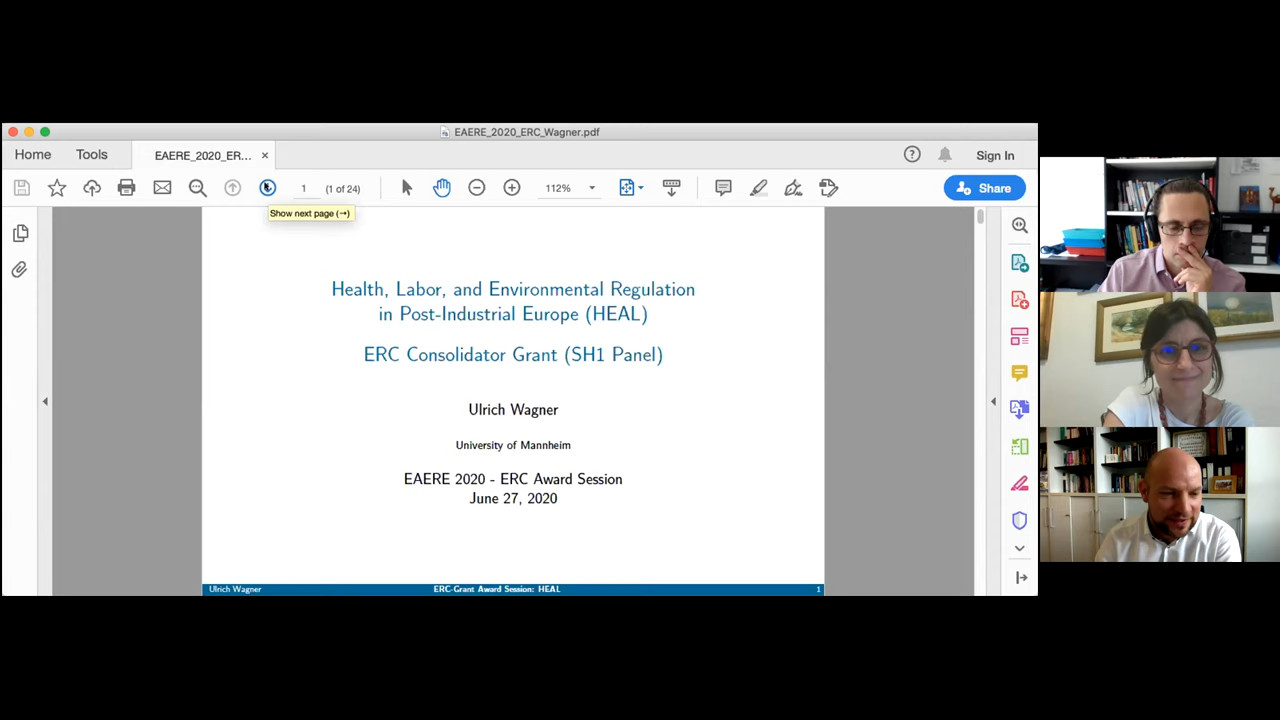 EAERE_2020_ERC_Wagner.pdf
Home
Tools
EAERE_2020_ER...
Sign In
1
(1 of 24)
112%
Share
Show next page (→)
Health, Labor, and Environmental Regulation
in Post-Industrial Europe (HEAL)
ERC Consolidator Grant (SH1 Panel)
Ulrich Wagner
University of Mannheim
EAERE 2020 - ERC Award Session
June 27, 2020
Ulrich Wagner
ERC-Grant Award Session: HEAL
1